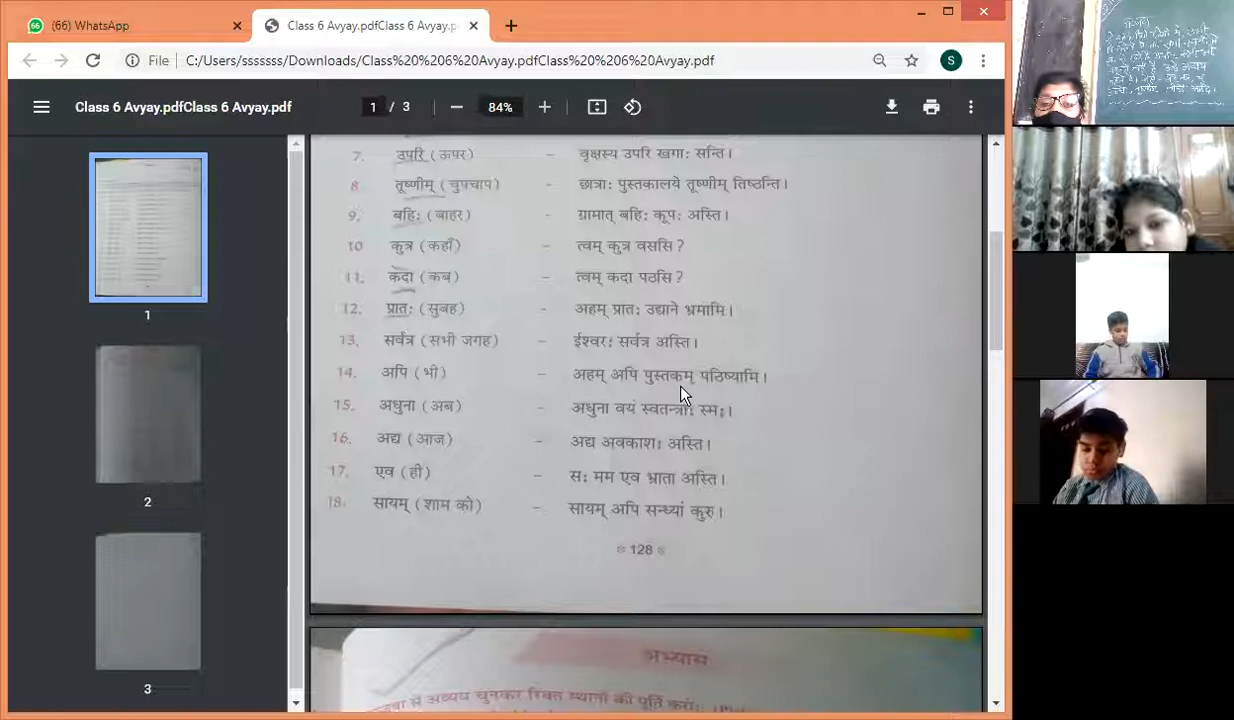 (66) WhatsApp
Class 6 Avyay.pdfClass 6 Avyay.p
File C:/Users/sssssss/Downloads/Class%20%206%20Avyay.pdfClass%20%206%20Avyay.pdf
S
Class 6 Avyay.pdfClass 6 Avyay.pdf
1 / 3
84%
7. उपरि (ऊपर) – वृक्षस्य उपरि खगाः सन्ति।
8. तूष्णीम् (चुपचाप) – छात्राः पुस्तकालये तूष्णीम् तिष्ठन्ति।
9. बहिः (बाहर) – ग्रामात् बहिः कूपः अस्ति।
10 कुत्र (कहाँ) – त्वम् कुत्र वससि?
11. कदा (कब) – त्वम् कदा पठसि?
12. प्रातः (सुबह) – अहम् प्रातः उद्याने भ्रमामि।
13. सर्वत्र (सभी जगह) – ईश्वरः सर्वत्र अस्ति।
14. अपि (भी) – अहम् अपि पुस्तकम् पठिष्यामि।
15. अधुना (अब) – अधुना वयं स्वतन्त्राः स्मः।
16. अद्य (आज) – अद्य अवकाशः अस्ति।
17. एव (ही) – सः मम एव भ्राता अस्ति।
18. सायम् (शाम को) – सायम् अपि सन्ध्यां कुरु।
128
अभ्यास
से अव्यय चुनकर रिक्त स्थानों की पूर्ति करो।
1
2
3